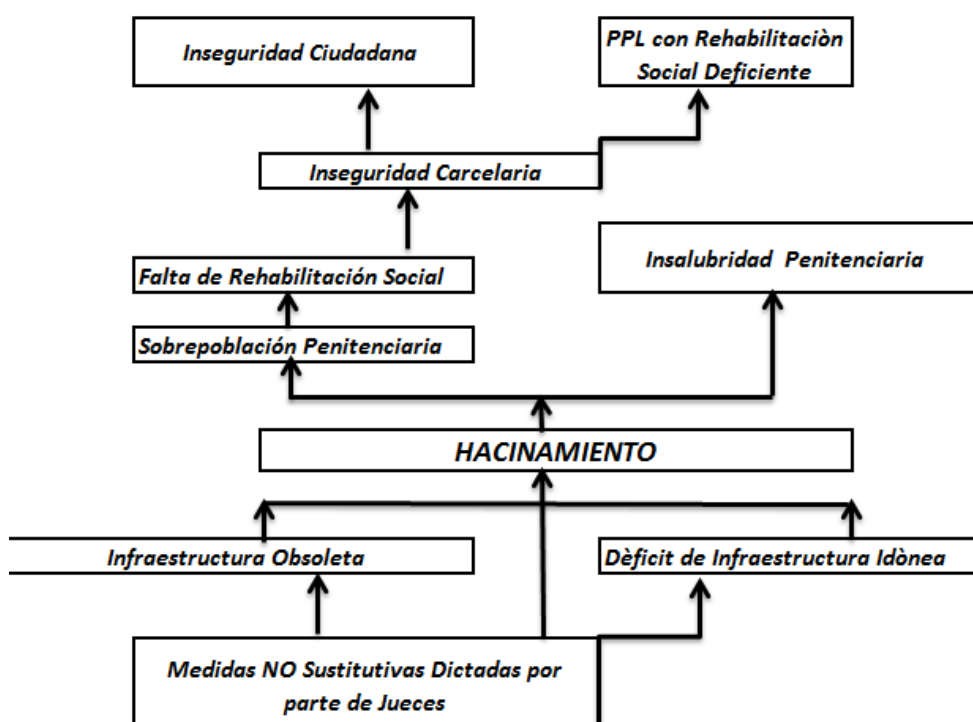 Inseguridad Ciudadana
PPL con Rehabilitaciòn
Social Deficiente
Inseguridad Carcelaria
Falta de Rehabilitación Social
Insalubridad Penitenciaria
Sobrepoblación Penitenciaria
HACINAMIENTO
Infraestructura Obsoleta
Dèficit de Infraestructura Idònea
Medidas NO Sustitutivas Dictadas por
parte de Jueces